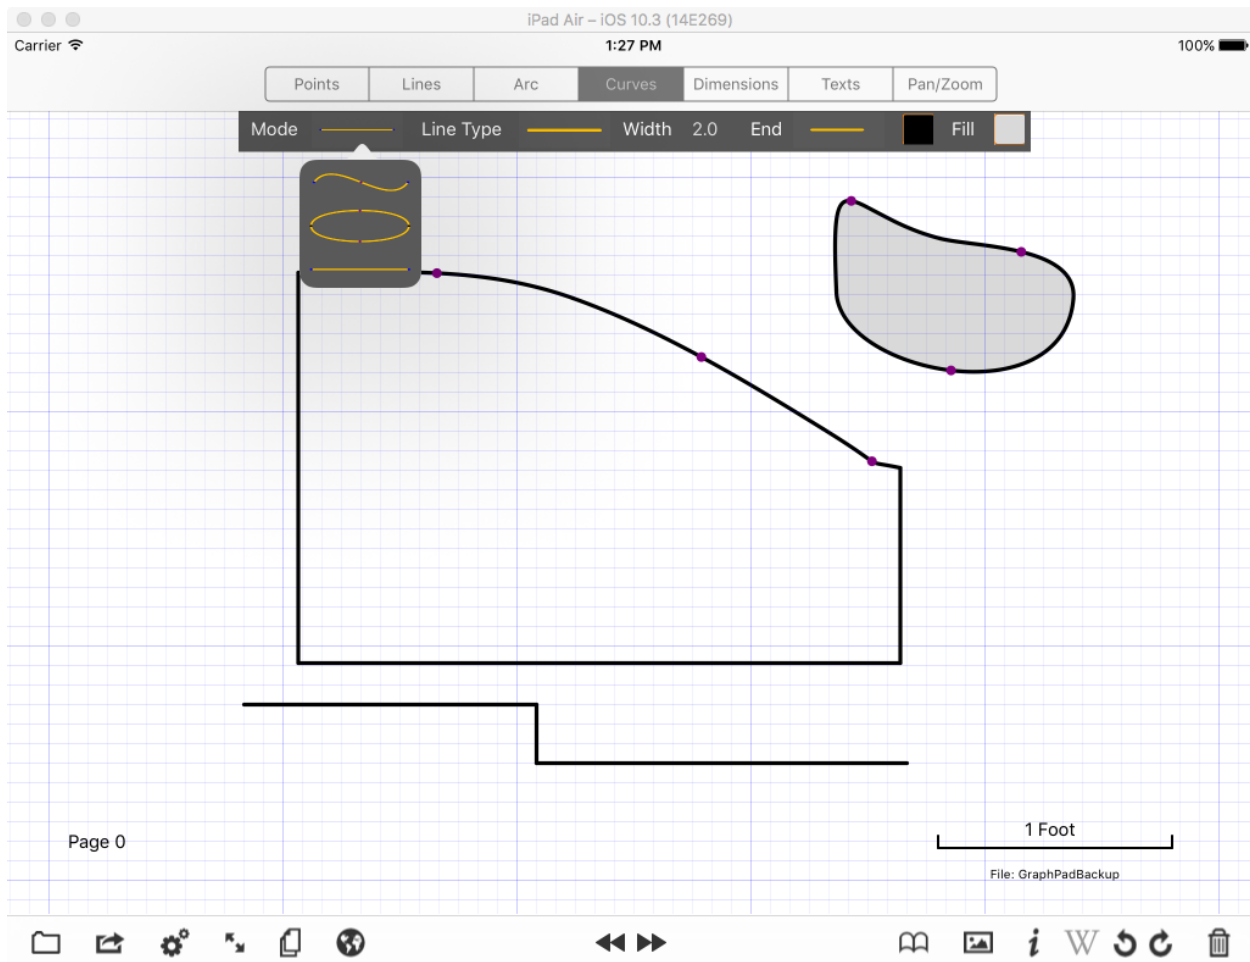 iPad Air – iOS 10.3 (14E269)
Carrier 1:27 PM 100%
Points Lines Arc Curves Dimensions Texts Pan/Zoom
Mode Line Type Width 2.0 End Fill
1 Foot
Page 0
File: GraphPadBackup
i W